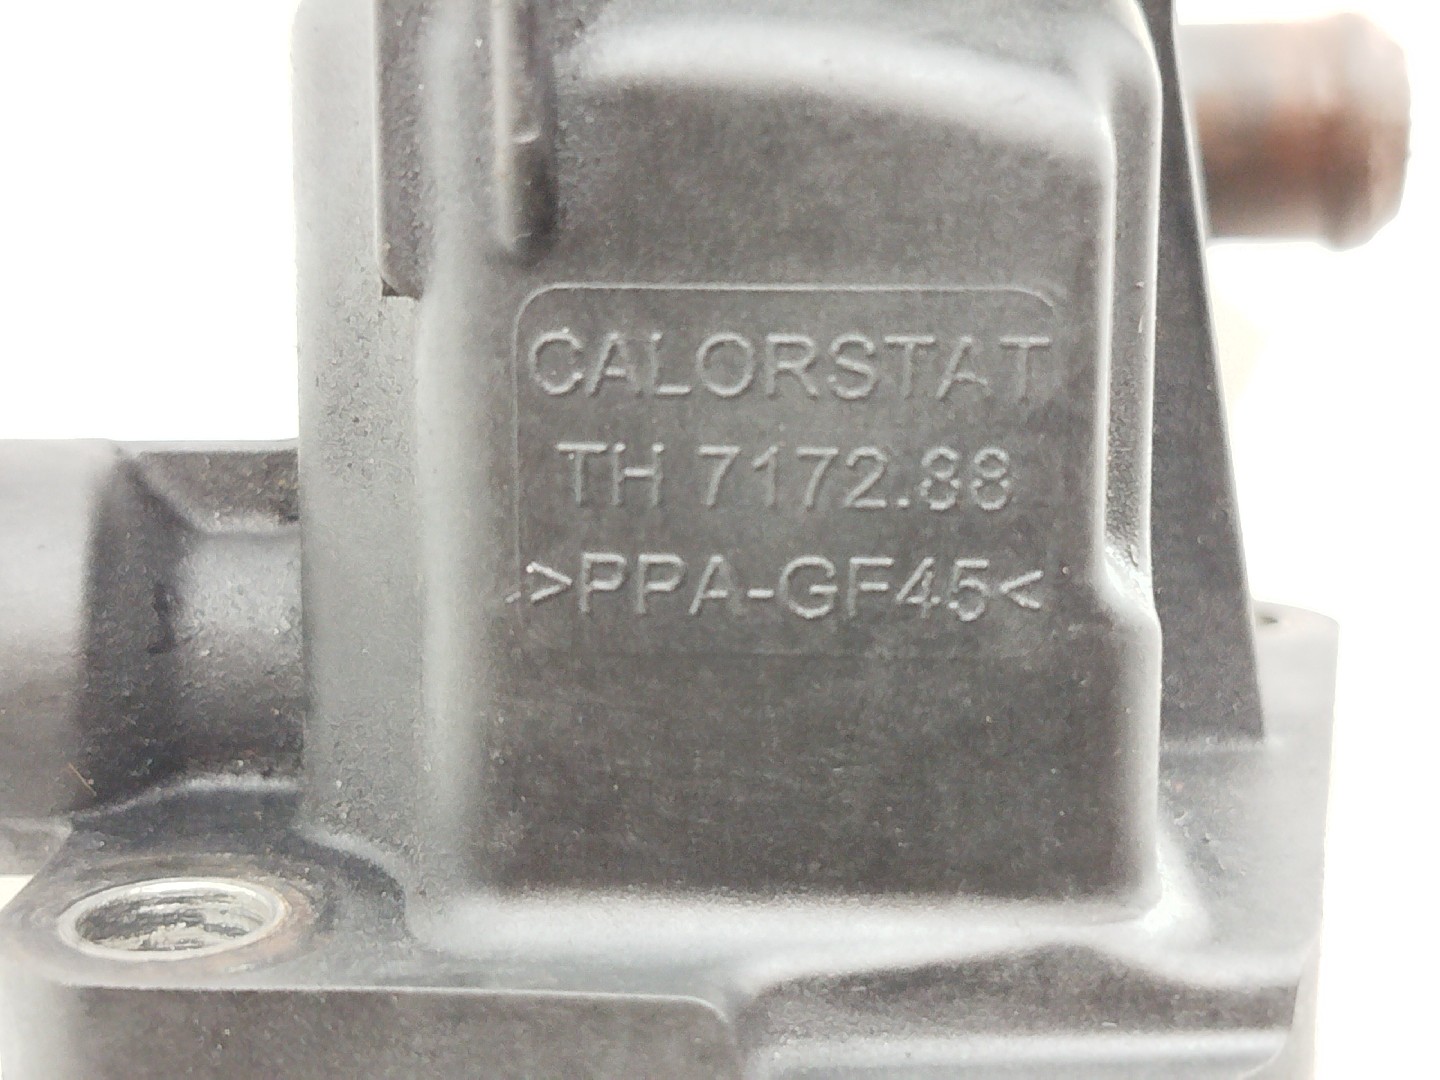 CALORSTAT
TH 7172.88
>PPA-GF45<